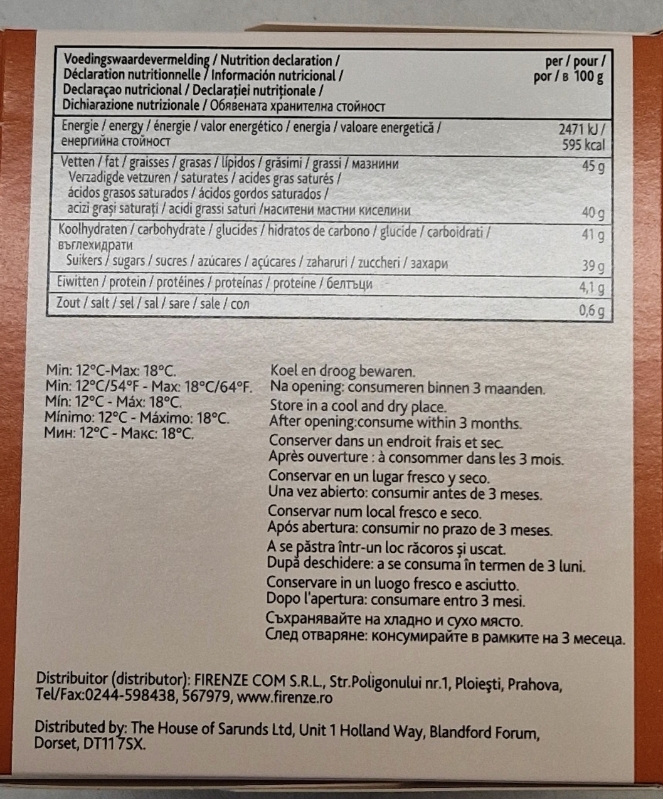 Voedingswaardevermelding / Nutrition declaration / per / pour /
Déclaration nutritionnelle / Información nutricional / por / в 100 g
Declaraçao nutricional / Declarației nutriționale /
Dichiarazione nutrizionale / Обявената хранителна стойност
Energie / energy / énergie / valor energético / energia / valoare energetică / 2471 kJ /
енергийна стойност 595 kcal
Vetten / fat / graisses / grasas / lípidos / grăsimi / grassi / мазнини 45 g
Verzadigde vetzuren / saturates / acides gras saturés /
ácidos grasos saturados / ácidos gordos saturados /
acizi grași saturați / acidi grassi saturi /наситени мастни киселини 40 g
Koolhydraten / carbohydrate / glucides / hidratos de carbono / glucide / carboidrati / 41 g
въглехидрати
Suikers / sugars / sucres / azúcares / açúcares / zaharuri / zuccheri / захари 39 g
Eiwitten / protein / protéines / proteínas / proteine / белтъци 4,1 g
Zout / salt / sel / sal / sare / sale / сол 0,6 g
Min: 12°C-Max: 18°C.
Min: 12°C/54°F - Max: 18°C/64°F.
Mín: 12°C - Máx: 18°C.
Mínimo: 12°C - Máximo: 18°C.
Мин: 12°C - Макс: 18°C.
Koel en droog bewaren.
Na opening: consumeren binnen 3 maanden.
Store in a cool and dry place.
After opening:consume within 3 months.
Conserver dans un endroit frais et sec.
Après ouverture : à consommer dans les 3 mois.
Conservar en un lugar fresco y seco.
Una vez abierto: consumir antes de 3 meses.
Conservar num local fresco e seco.
Após abertura: consumir no prazo de 3 meses.
A se păstra într-un loc răcoros și uscat.
După deschidere: a se consuma în termen de 3 luni.
Conservare in un luogo fresco e asciutto.
Dopo l'apertura: consumare entro 3 mesi.
Съхранявайте на хладно и сухо място.
След отваряне: консумирайте в рамките на 3 месеца.
Distribuitor (distributor): FIRENZE COM S.R.L., Str.Poligonului nr.1, Ploiești, Prahova,
Tel/Fax:0244-598438, 567979, www.firenze.ro
Distributed by: The House of Sarunds Ltd, Unit 1 Holland Way, Blandford Forum,
Dorset, DT11 7SX.